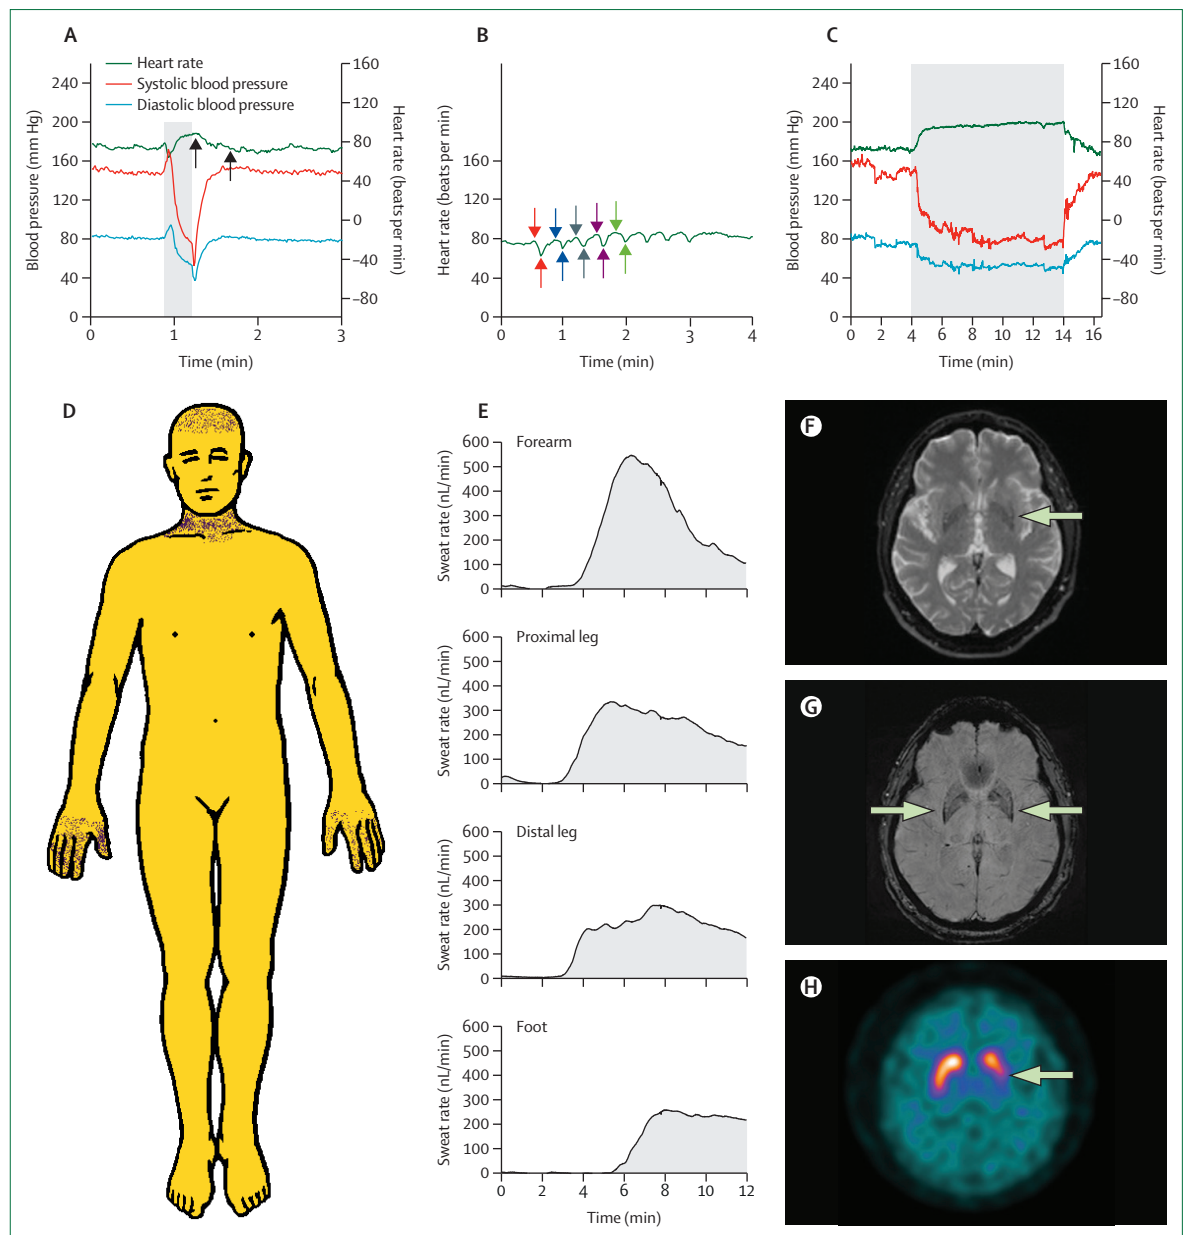 A
Heart rate
Systolic blood pressure
Diastolic blood pressure
Blood pressure (mm Hg)
240
200
160
120
80
40
0
160
120
80
40
0
−40
−80
Heart rate (beats per min)
0 1 2 3
Time (min)
B
Heart rate (beats per min)
160
120
80
40
0
0 1 2 3 4
Time (min)
C
Blood pressure (mm Hg)
240
200
160
120
80
40
0
160
120
80
40
0
−40
−80
Heart rate (beats per min)
0 2 4 6 8 10 12 14 16
Time (min)
D
E
Forearm
Sweat rate (nL/min)
600
500
400
300
200
100
0
Proximal leg
Sweat rate (nL/min)
600
500
400
300
200
100
0
Distal leg
Sweat rate (nL/min)
600
500
400
300
200
100
0
Foot
Sweat rate (nL/min)
600
500
400
300
200
100
0
0 2 4 6 8 10 12
Time (min)
F
G
H